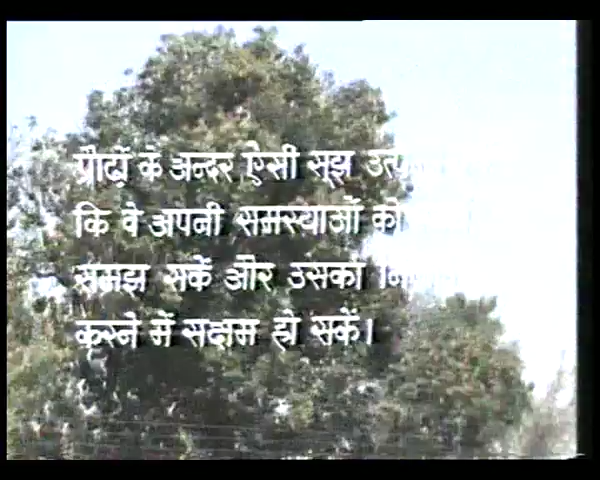 प्रौढ़ों के अन्दर ऐसी सूझ
कि वे अपनी समस्याओं को
समझ सकें और उसका
करने में सक्षम हो सकें।